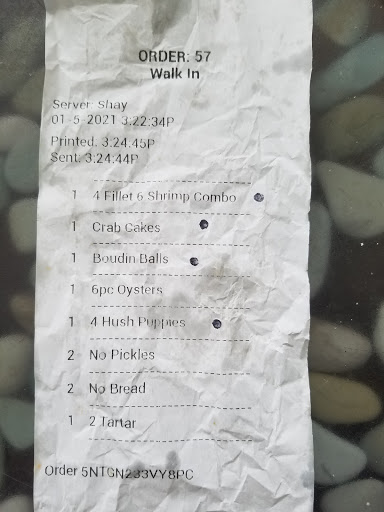 ORDER: 57
Walk In
Server: Shay
01-5-2021 3:22:34P
Printed: 3:24:45P
Sent: 3:24:44P
1 4 Fillet 6 Shrimp Combo
1 Crab Cakes
1 Boudin Balls
1 6pc Oysters
1 4 Hush Puppies
2 No Pickles
2 No Bread
1 2 Tartar
Order 5NTGN233VY8PC